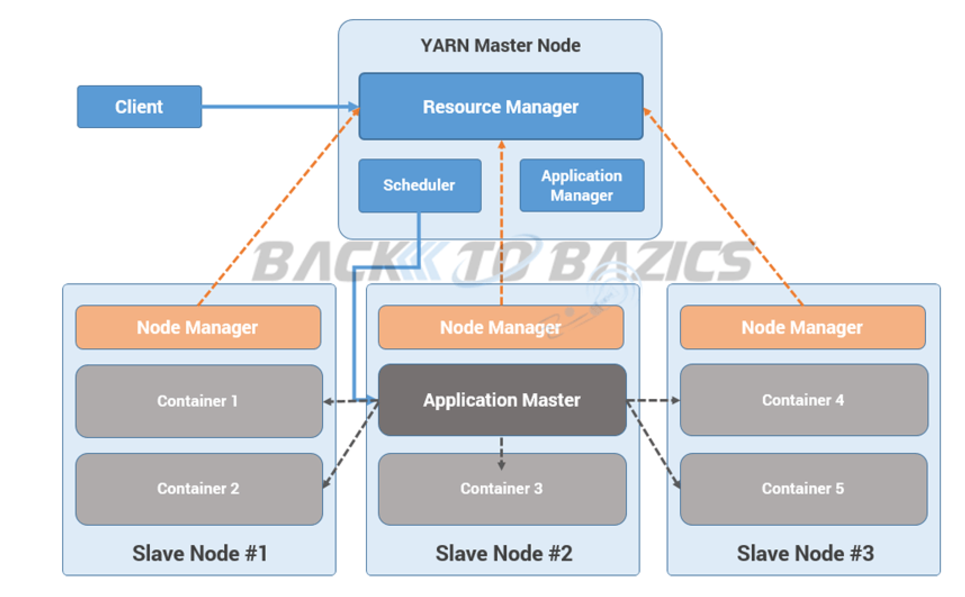 YARN Master Node
Client
Resource Manager
Scheduler
Application
Manager
BACK TO BAZICS
Node Manager
Node Manager
Node Manager
Container 1
Application Master
Container 4
Container 2
Container 3
Container 5
Slave Node #1
Slave Node #2
Slave Node #3